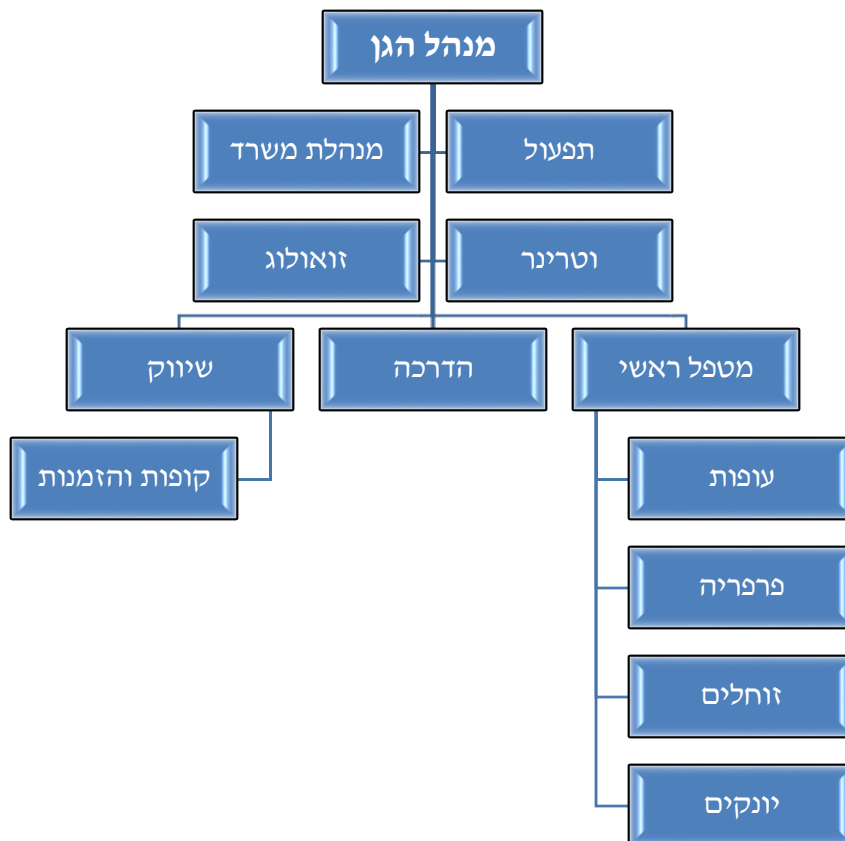 מנהל הגן
תפעול
מנהלת משרד
וטרינר
זואולוג
מטפל ראשי
הדרכה
שיווק
עופות
קופות והזמנות
פרפריה
זוחלים
יונקים